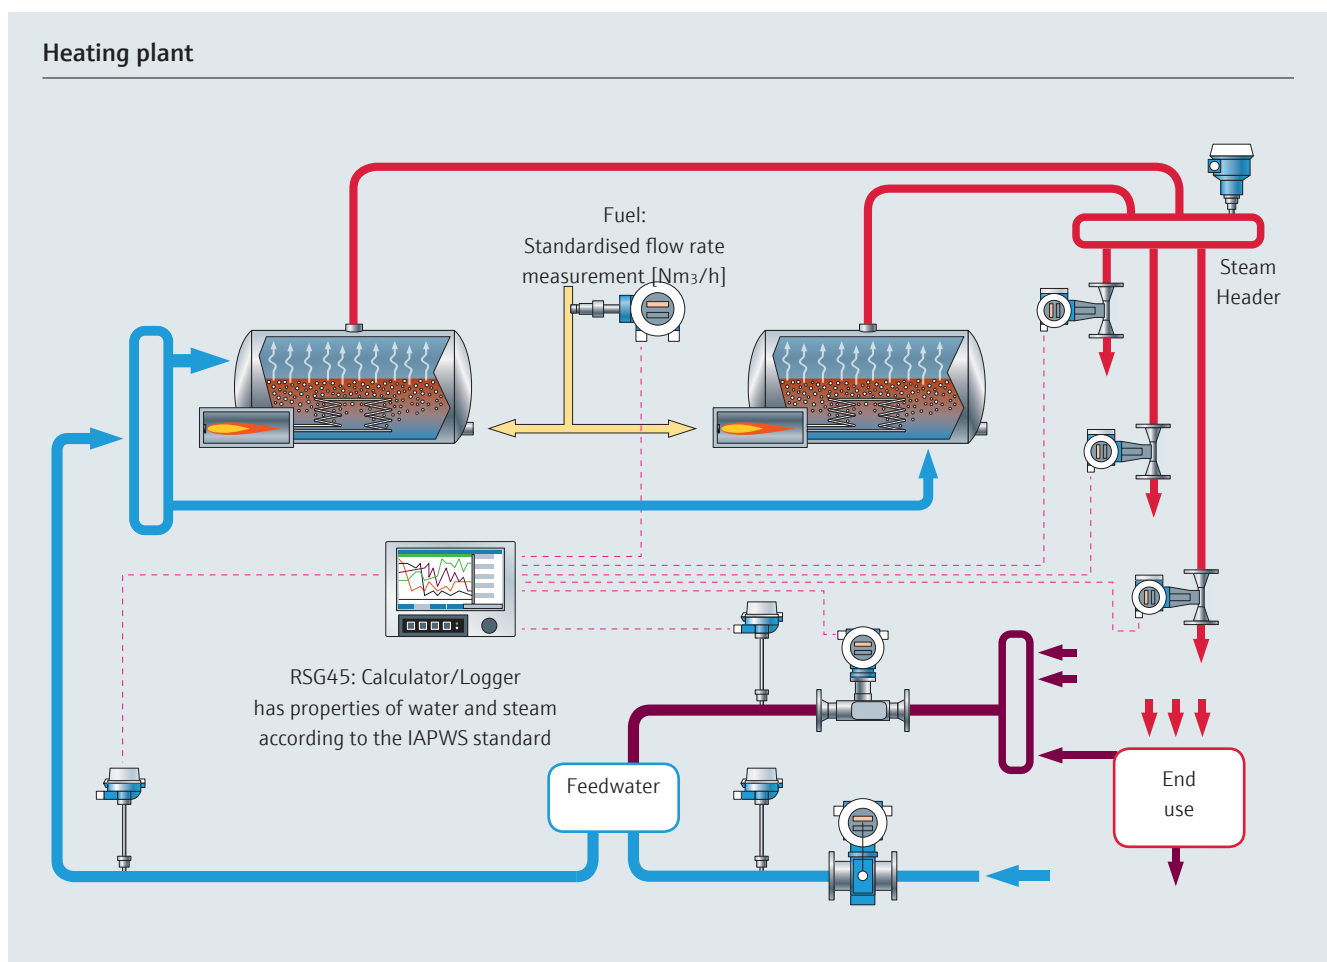 Heating plant
Fuel:
Standardised flow rate
measurement [Nm3/h]
Steam
Header
RSG45: Calculator/Logger
has properties of water and steam
according to the IAPWS standard
Feedwater
End
use